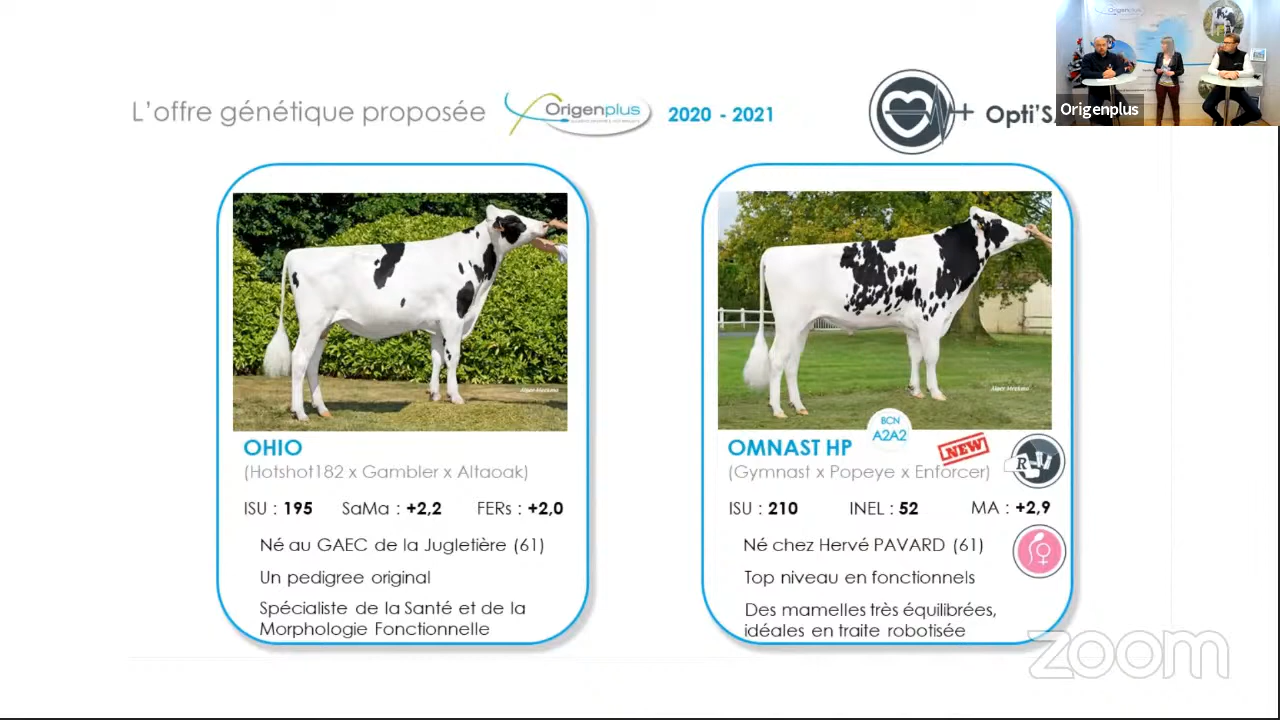 Origenplus
L'offre génétique proposée
Origenplus
2020 - 2021
Opti'S
OHIO
(Hotshot182 x Gambler x Altaoak)
ISU : 195 SaMa : +2,2 FERs : +2,0
Né au GAEC de la Jugletière (61)
Un pedigree original
Spécialiste de la Santé et de la
Morphologie Fonctionnelle
BCN
A2A2
OMNAST HP
NEW
R
(Gymnast x Popeye x Enforcer)
ISU : 210 INEL : 52 MA : +2,9
Né chez Hervé PAVARD (61)
Top niveau en fonctionnels
Des mamelles très équilibrées,
idéales en traite robotisée
zoom